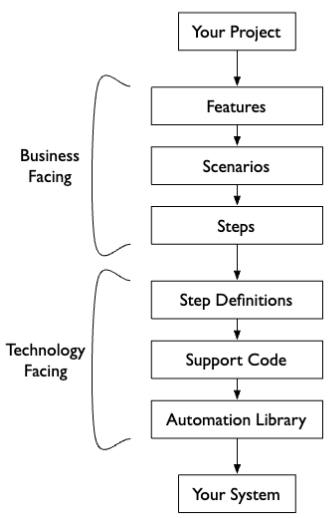 Your Project
Business
Facing
Features
Scenarios
Steps
Technology
Facing
Step Definitions
Support Code
Automation Library
Your System